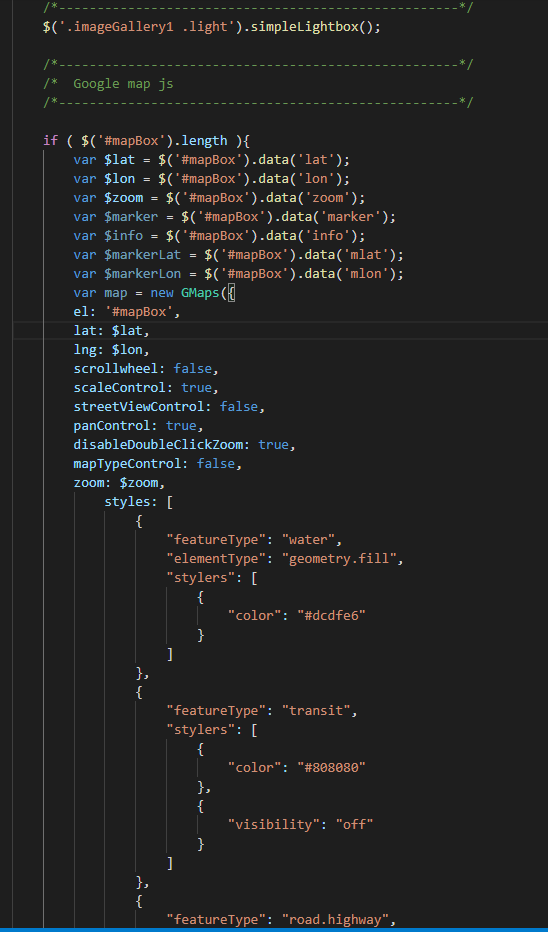 /*----------------------------------------------------*/
$('.imageGallery1 .light').simpleLightbox();
/*----------------------------------------------------*/
/*  Google map js
/*----------------------------------------------------*/
if ( $('#mapBox').length ){
var $lat = $('#mapBox').data('lat');
var $lon = $('#mapBox').data('lon');
var $zoom = $('#mapBox').data('zoom');
var $marker = $('#mapBox').data('marker');
var $info = $('#mapBox').data('info');
var $markerLat = $('#mapBox').data('mlat');
var $markerLon = $('#mapBox').data('mlon');
var map = new GMaps({
el: '#mapBox',
lat: $lat,
lng: $lon,
scrollwheel: false,
scaleControl: true,
streetViewControl: false,
panControl: true,
disableDoubleClickZoom: true,
mapTypeControl: false,
zoom: $zoom,
styles: [
{
"featureType": "water",
"elementType": "geometry.fill",
"stylers": [
{
"color": "#dcdfe6"
}
]
},
{
"featureType": "transit",
"stylers": [
{
"color": "#808080"
},
{
"visibility": "off"
}
]
},
{
"featureType": "road.highway",